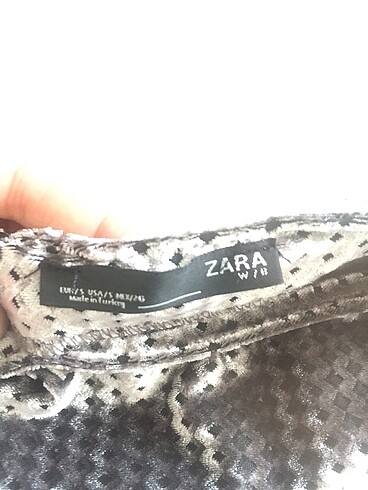 ZARA
W/B
EUR/S USA/S MEX/26
Made in Turkey